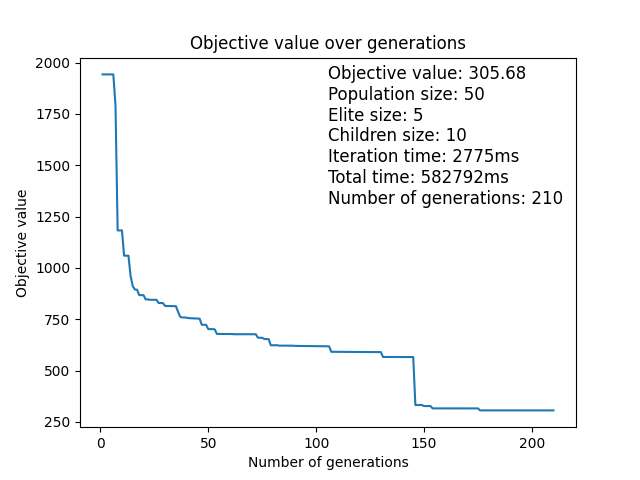 Objective value over generations
Objective value: 305.68
Population size: 50
Elite size: 5
Children size: 10
Iteration time: 2775ms
Total time: 582792ms
Number of generations: 210
Objective value
2000
1750
1500
1250
1000
750
500
250
0 50 100 150 200
Number of generations